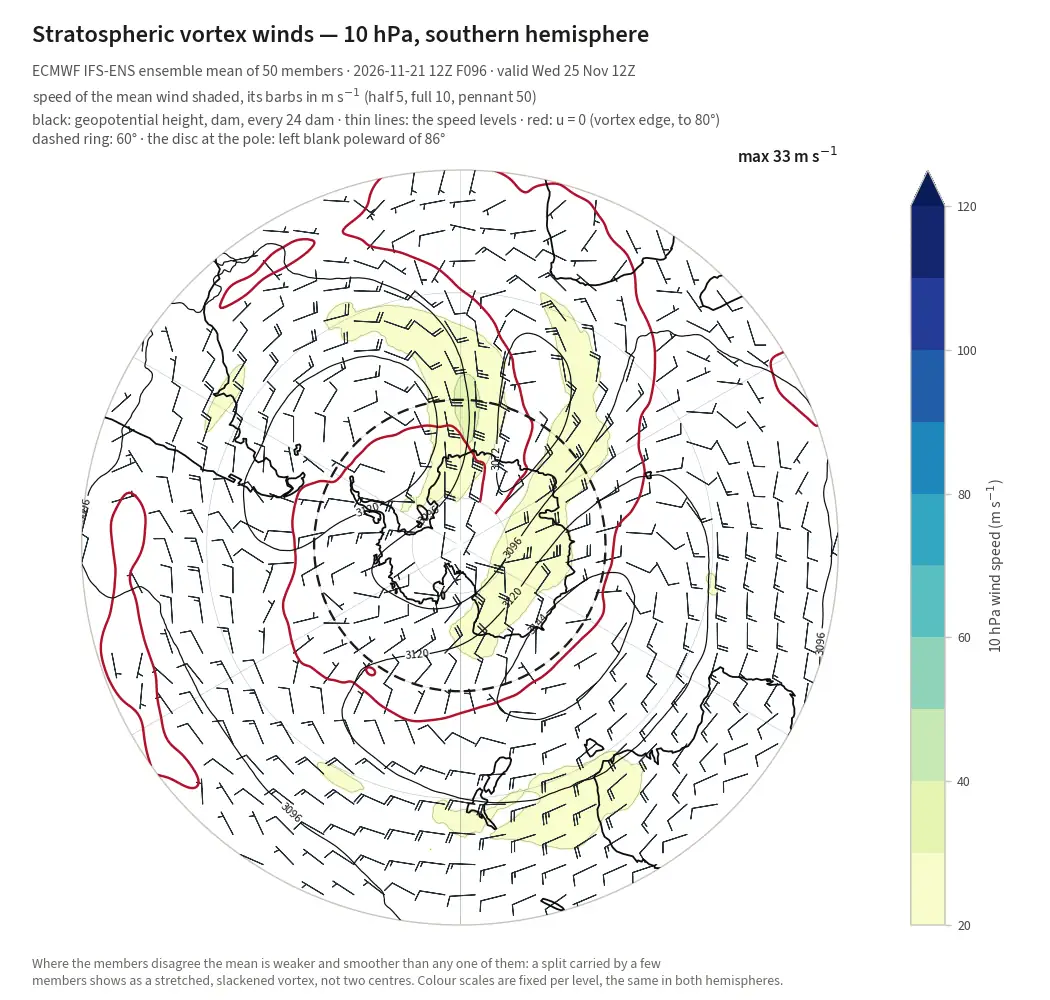 Stratospheric vortex winds — 10 hPa, southern hemisphere
ECMWF IFS-ENS ensemble mean of 50 members · 2026-11-21 12Z F096 · valid Wed 25 Nov 12Z
speed of the mean wind shaded, its barbs in m s⁻¹ (half 5, full 10, pennant 50)
black: geopotential height, dam, every 24 dam · thin lines: the speed levels · red: u = 0 (vortex edge, to 80°)
dashed ring: 60° · the disc at the pole: left blank poleward of 86°
max 33 m s⁻¹
120
100
80
60
40
20
10 hPa wind speed (m s⁻¹)
3072
3096
3120
3120
3096
3096
Where the members disagree the mean is weaker and smoother than any one of them: a split carried by a few
members shows as a stretched, slackened vortex, not two centres. Colour scales are fixed per level, the same in both hemispheres.